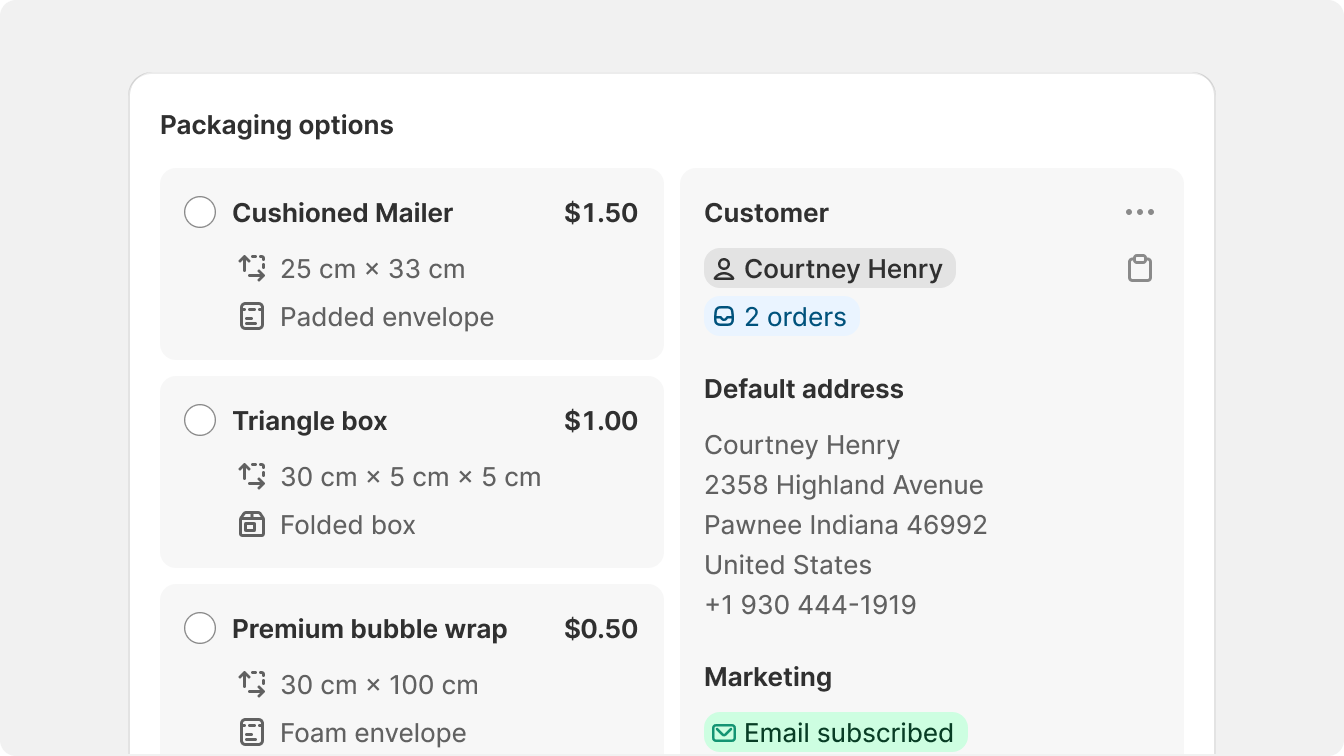 Packaging options
Cushioned Mailer $1.50
25 cm × 33 cm
Padded envelope
Triangle box $1.00
30 cm × 5 cm × 5 cm
Folded box
Premium bubble wrap $0.50
30 cm × 100 cm
Foam envelope
Customer
Courtney Henry
2 orders
Default address
Courtney Henry
2358 Highland Avenue
Pawnee Indiana 46992
United States
+1 930 444-1919
Marketing
Email subscribed